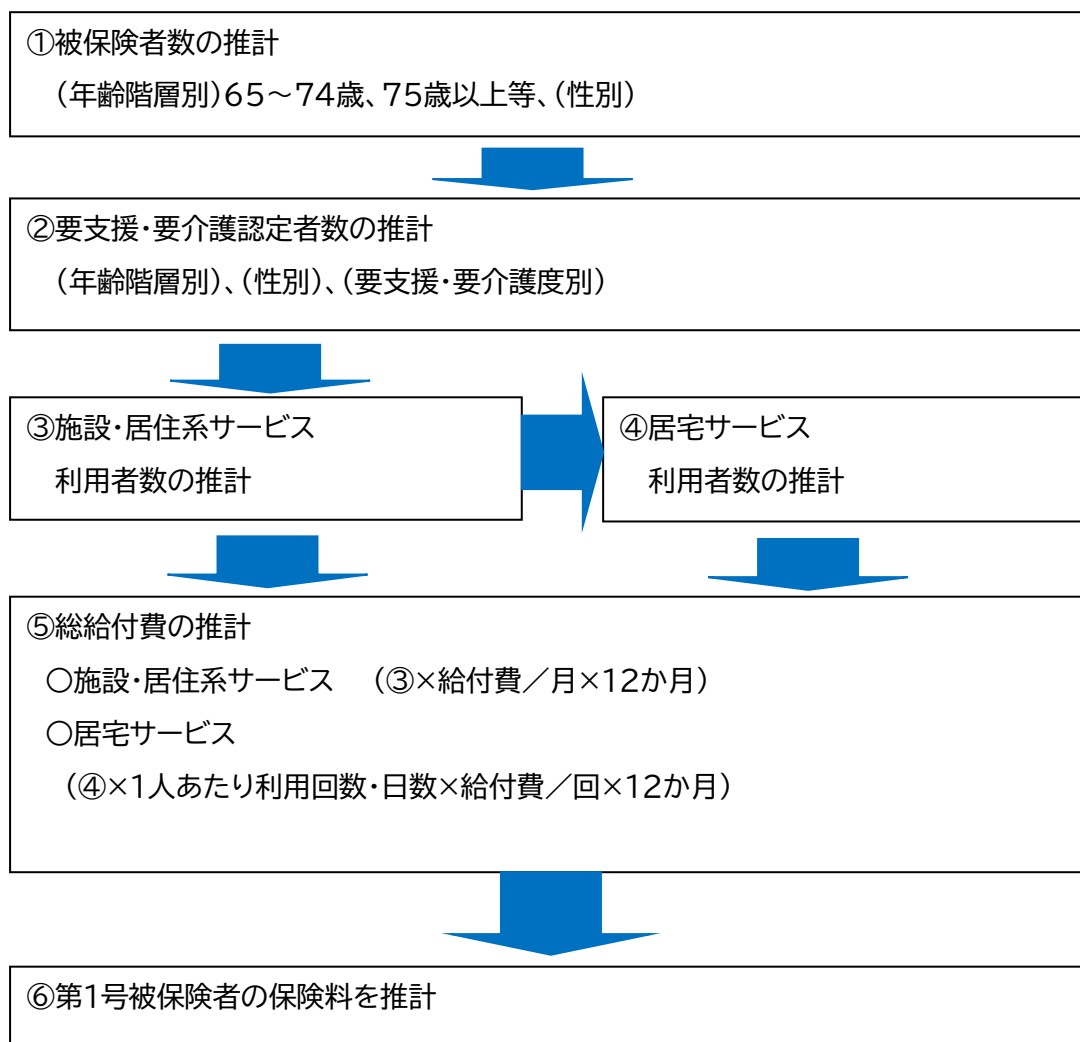 ①被保険者数の推計
（年齢階層別）65～74歳、75歳以上等、（性別）
②要支援・要介護認定者数の推計
（年齢階層別）、（性別）、（要支援・要介護度別）
③施設・居住系サービス
利用者数の推計
④居宅サービス
利用者数の推計
⑤総給付費の推計
○施設・居住系サービス　（③×給付費／月×12か月）
○居宅サービス
（④×1人あたり利用回数・日数×給付費／回×12か月）
⑥第1号被保険者の保険料を推計